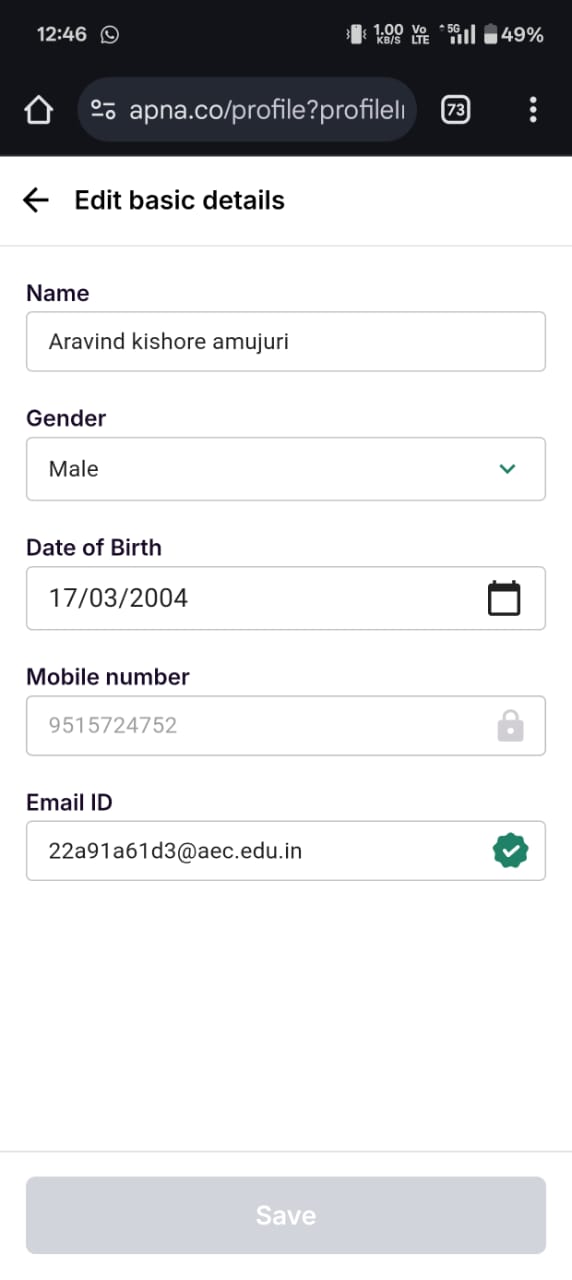 12:46 1.00 KB/S Vo LTE 5G 49%
apna.co/profile?profileI 73
Edit basic details
Name
Aravind kishore amujuri
Gender
Male
Date of Birth
17/03/2004
Mobile number
9515724752
Email ID
22a91a61d3@aec.edu.in
Save